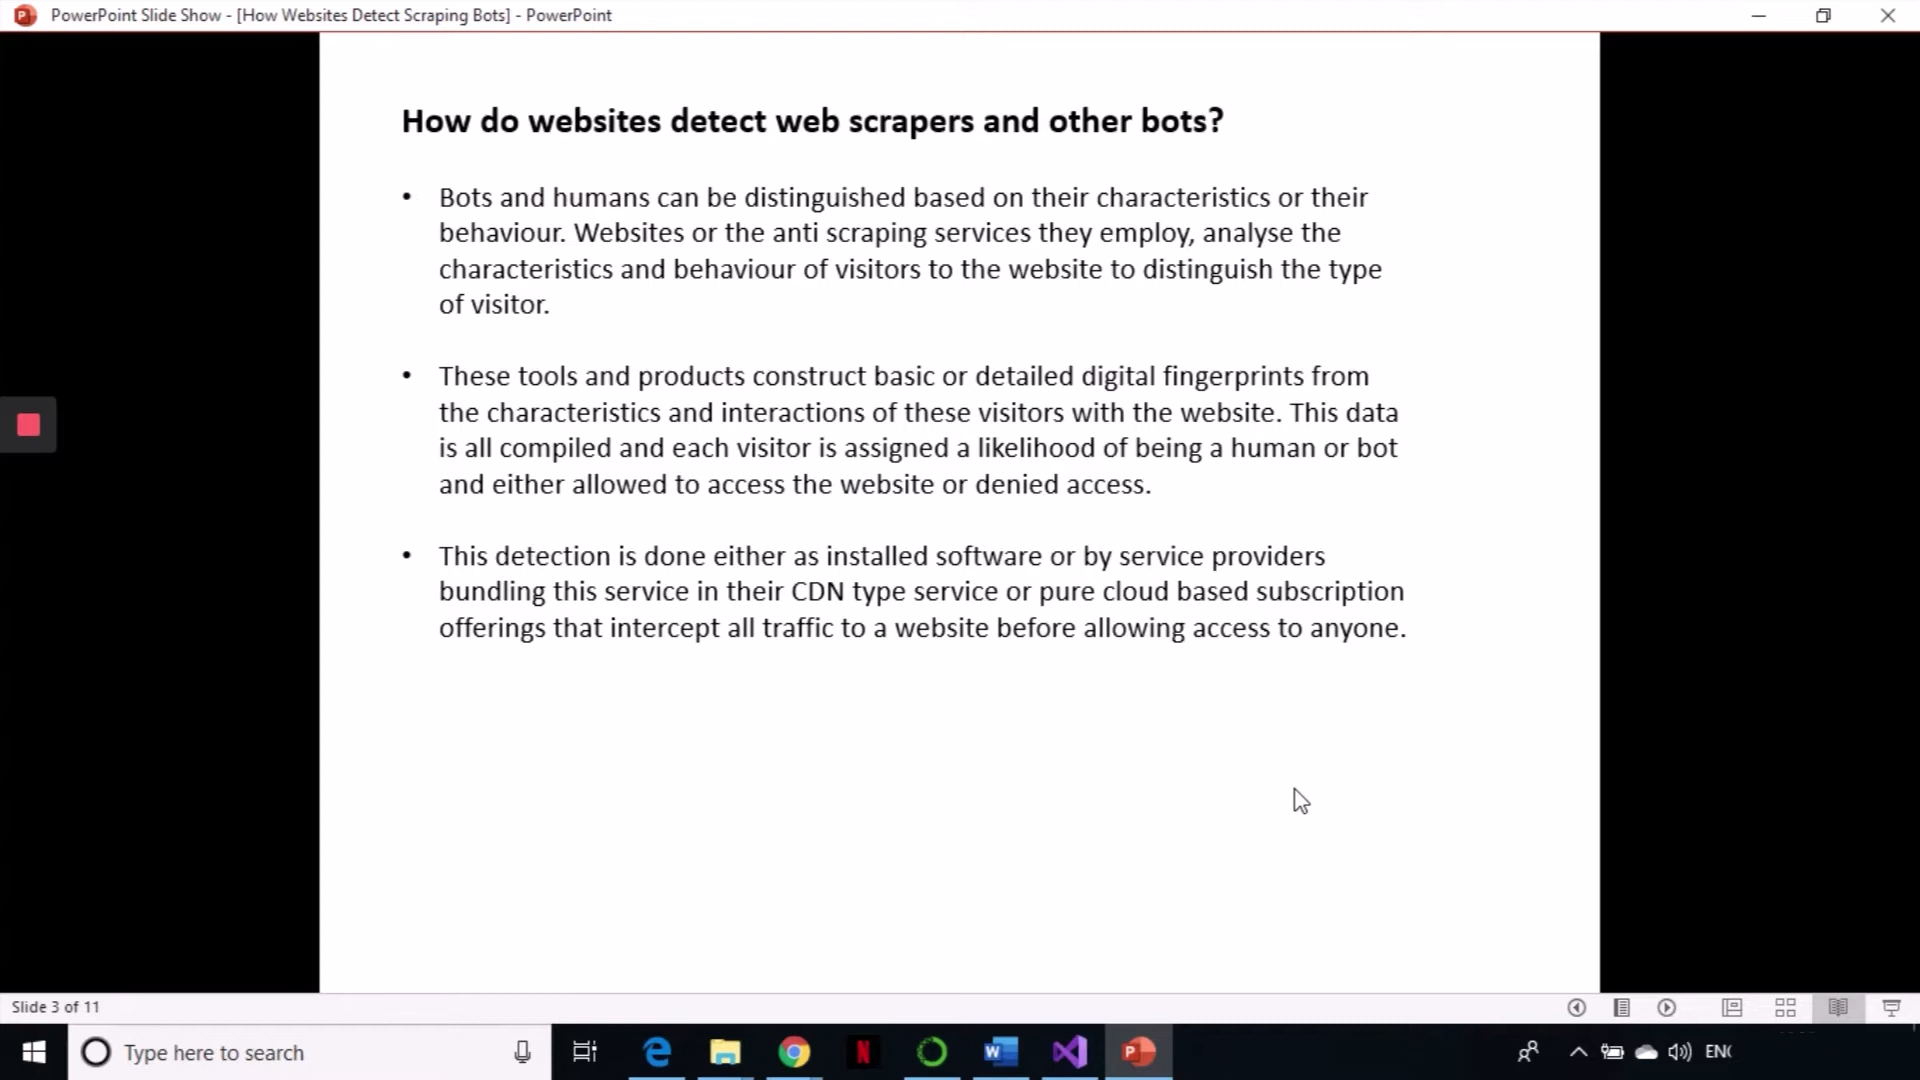 PowerPoint Slide Show - [How Websites Detect Scraping Bots] - PowerPoint
How do websites detect web scrapers and other bots?
• Bots and humans can be distinguished based on their characteristics or their
behaviour. Websites or the anti scraping services they employ, analyse the
characteristics and behaviour of visitors to the website to distinguish the type
of visitor.
• These tools and products construct basic or detailed digital fingerprints from
the characteristics and interactions of these visitors with the website. This data
is all compiled and each visitor is assigned a likelihood of being a human or bot
and either allowed to access the website or denied access.
• This detection is done either as installed software or by service providers
bundling this service in their CDN type service or pure cloud based subscription
offerings that intercept all traffic to a website before allowing access to anyone.
Slide 3 of 11
Type here to search
ENG